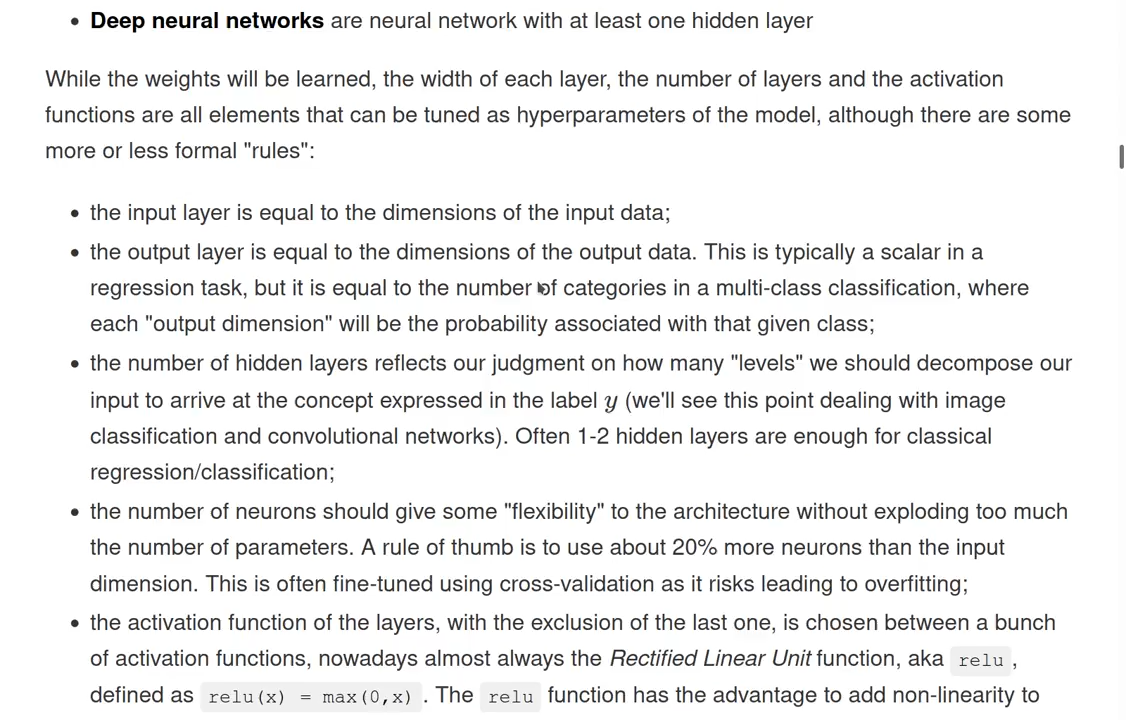 Deep neural networks are neural network with at least one hidden layer
While the weights will be learned, the width of each layer, the number of layers and the activation
functions are all elements that can be tuned as hyperparameters of the model, although there are some
more or less formal "rules":
the input layer is equal to the dimensions of the input data;
the output layer is equal to the dimensions of the output data. This is typically a scalar in a
regression task, but it is equal to the number of categories in a multi-class classification, where
each "output dimension" will be the probability associated with that given class;
the number of hidden layers reflects our judgment on how many "levels" we should decompose our
input to arrive at the concept expressed in the label y (we'll see this point dealing with image
classification and convolutional networks). Often 1-2 hidden layers are enough for classical
regression/classification;
the number of neurons should give some "flexibility" to the architecture without exploding too much
the number of parameters. A rule of thumb is to use about 20% more neurons than the input
dimension. This is often fine-tuned using cross-validation as it risks leading to overfitting;
the activation function of the layers, with the exclusion of the last one, is chosen between a bunch
of activation functions, nowadays almost always the Rectified Linear Unit function, aka relu ,
defined as relu(x) = max(0,x) . The relu function has the advantage to add non-linearity to